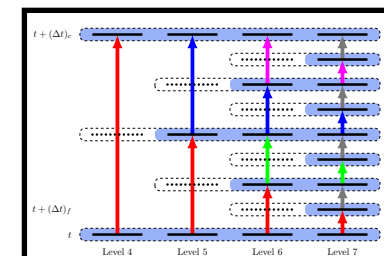 t + (Δt)c
t + (Δt)f
t
Level 4 Level 5 Level 6 Level 7